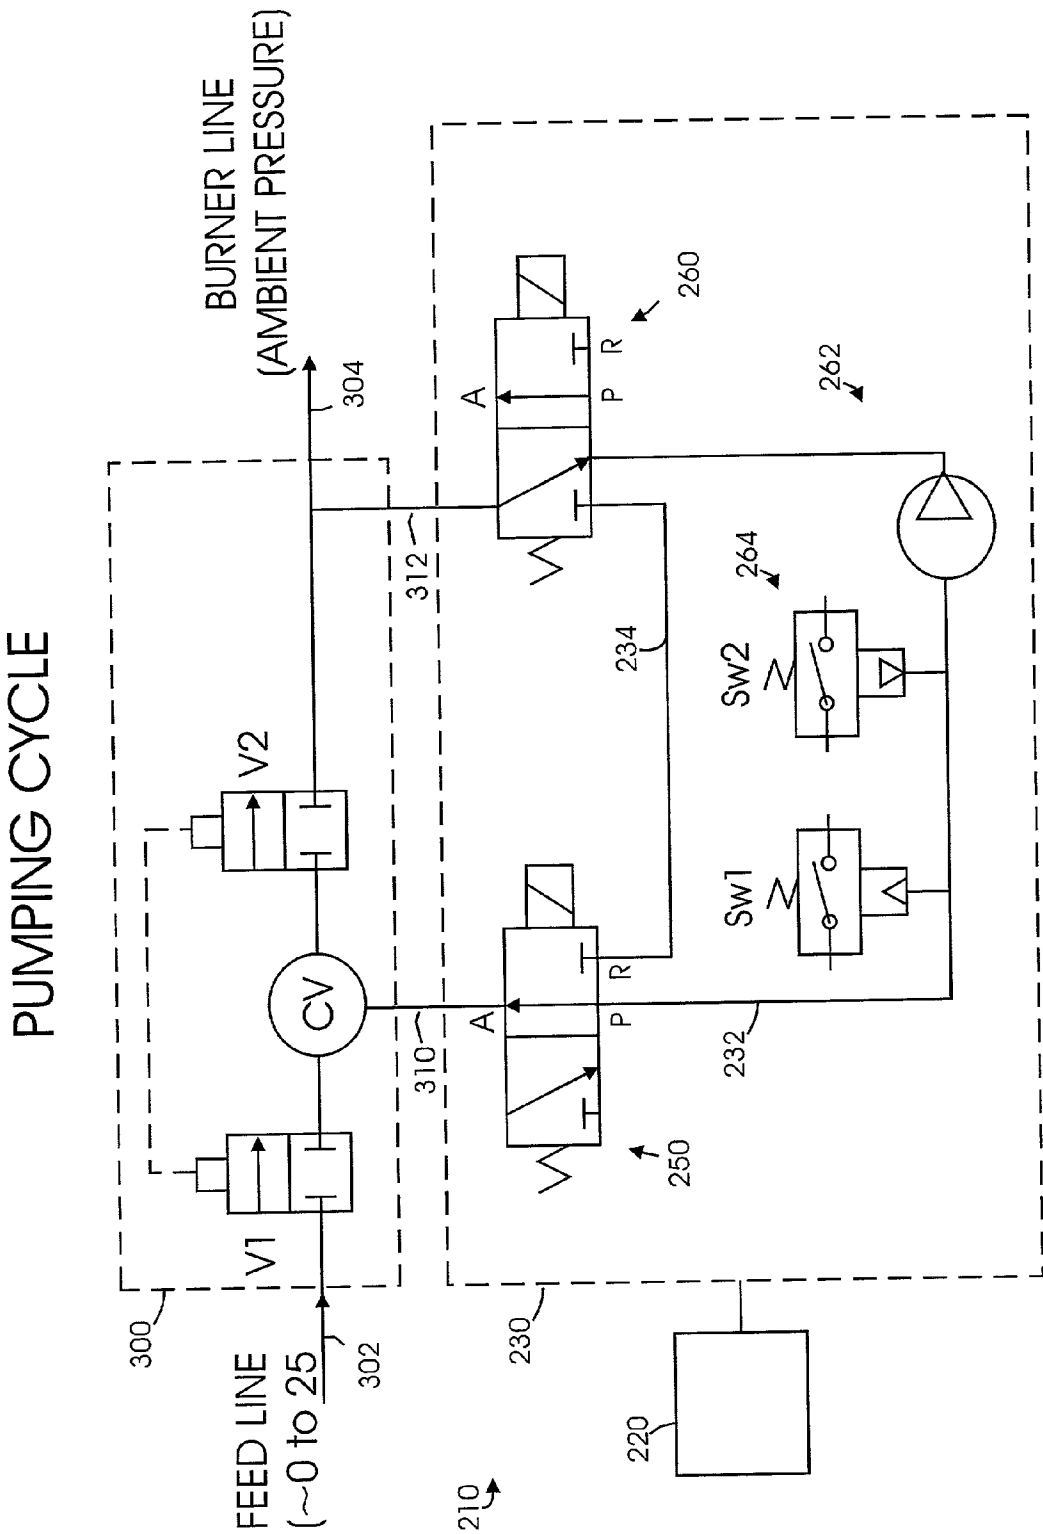 PUMPING CYCLE
BURNER LINE
(AMBIENT PRESSURE)
304
V2
CV
V1
300
FEED LINE
(~0 to 25
302
312
310
A
P
R
260
A
P
R
250
234
232
262
264
Sw2
Sw1
230
220
210